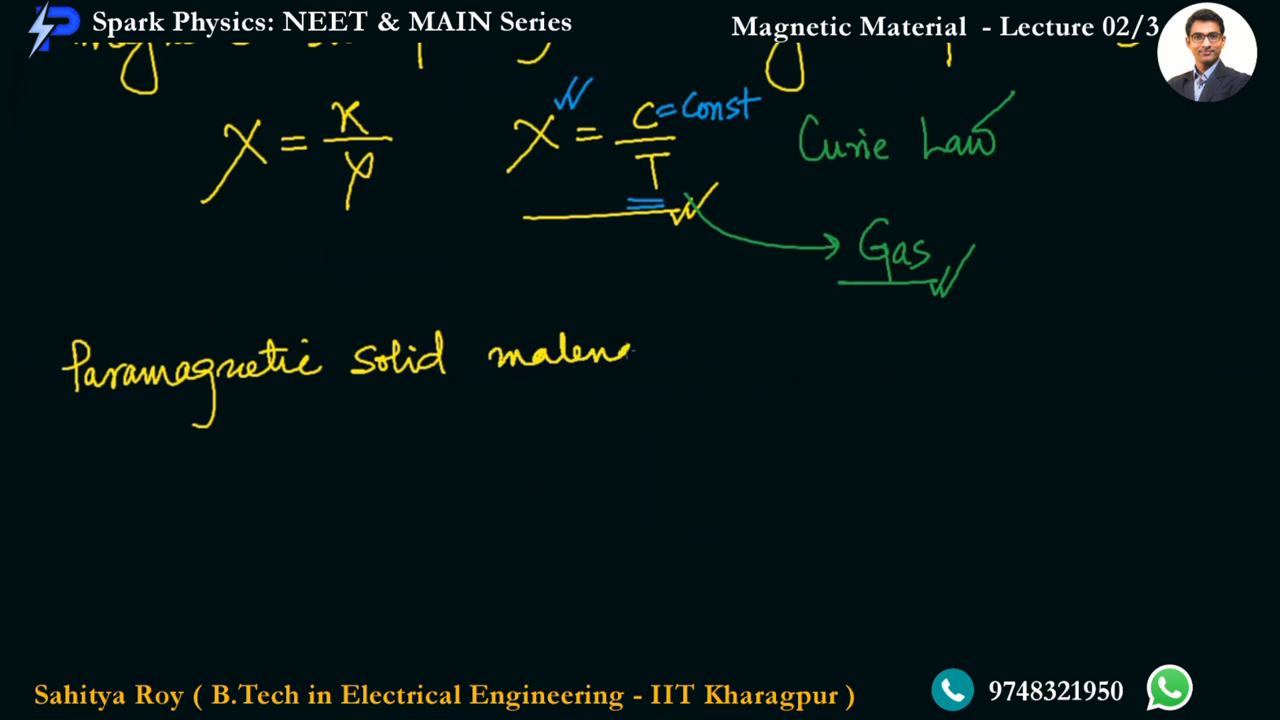 Spark Physics: NEET & MAIN Series
Magnetic Material - Lecture 02/3
χ = K/φ
χ = C/T
C = Const
Curie Law
Gas
Paramagnetic solid
Sahitya Roy ( B.Tech in Electrical Engineering - IIT Kharagpur )
9748321950